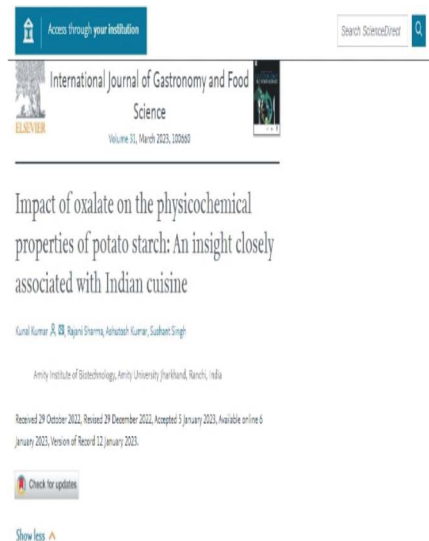 Access through your institution
Search ScienceDirect
International Journal of Gastronomy and Food
Science
ELSEVIER
Volume 31, March 2023, 100660
Impact of oxalate on the physicochemical
properties of potato starch: An insight closely
associated with Indian cuisine
Kunal Kumar, Rajani Sharma, Ashutosh Kumar, Sushant Singh
Amity Institute of Biotechnology, Amity University Jharkhand, Ranchi, India
Received 29 October 2022, Revised 29 December 2022, Accepted 5 January 2023, Available online 6
January 2023, Version of Record 12 January 2023.
Check for updates
Show less